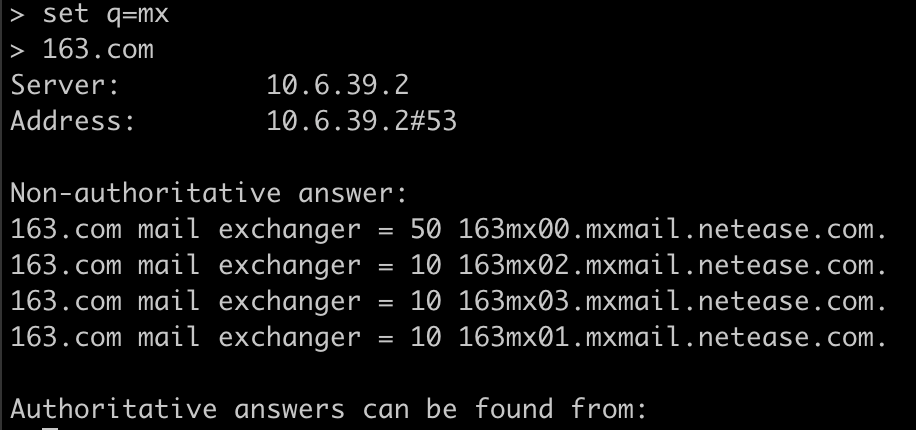 > set q=mx
> 163.com
Server:         10.6.39.2
Address:        10.6.39.2#53
Non-authoritative answer:
163.com mail exchanger = 50 163mx00.mxmail.netease.com.
163.com mail exchanger = 10 163mx02.mxmail.netease.com.
163.com mail exchanger = 10 163mx03.mxmail.netease.com.
163.com mail exchanger = 10 163mx01.mxmail.netease.com.
Authoritative answers can be found from: